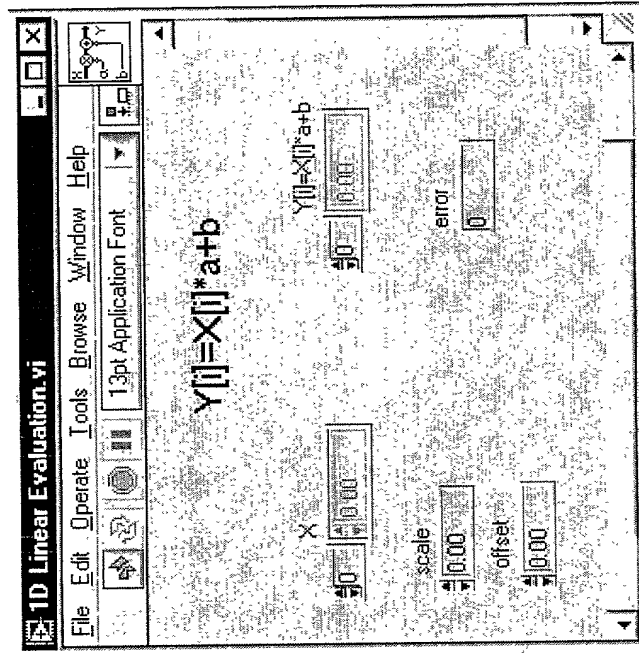 1D Linear Evaluation.vi
File Edit Operate Tools Browse Window Help
13pt Application Font
X
a
b
Y
Y[i]=X[i]*a+b
X
0
0.00
Y[i]=X[i]*a+b
0
0.00
scale
0.00
offset
0.00
error
0